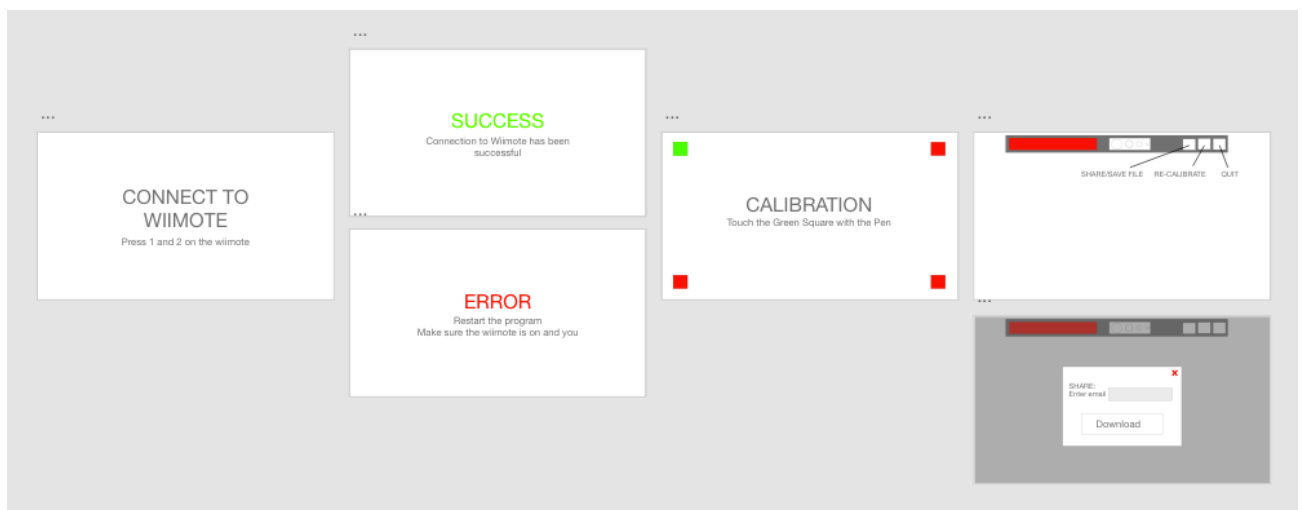 CONNECT TO
WIIMOTE
Press 1 and 2 on the wiimote
SUCCESS
Connection to Wiimote has been
successful
ERROR
Restart the program
Make sure the wiimote is on and you
CALIBRATION
Touch the Green Square with the Pen
SHARE/SAVE FILE RE-CALIBRATE QUIT
SHARE:
Enter email
Download